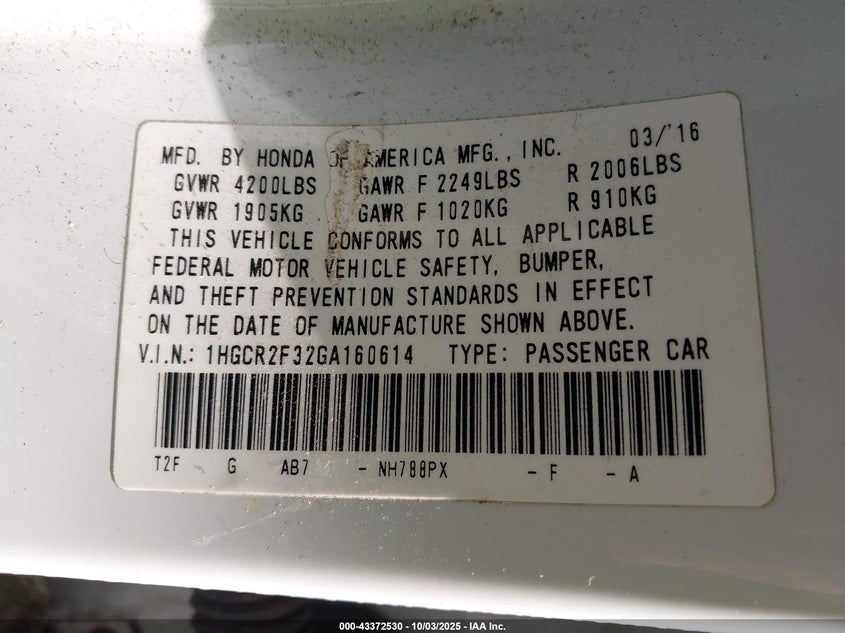 MFD. BY HONDA OF AMERICA MFG., INC. 03/'16
GVWR 4200LBS GAWR F 2249LBS R 2006LBS
GVWR 1905KG GAWR F 1020KG R 910KG
THIS VEHICLE CONFORMS TO ALL APPLICABLE
FEDERAL MOTOR VEHICLE SAFETY, BUMPER,
AND THEFT PREVENTION STANDARDS IN EFFECT
ON THE DATE OF MANUFACTURE SHOWN ABOVE.
V.I.N.: 1HGCR2F32GA160614 TYPE: PASSENGER CAR
T2F G AB7 - NH788PX - F - A
000-43372530 - 10/03/2025 - IAA Inc.